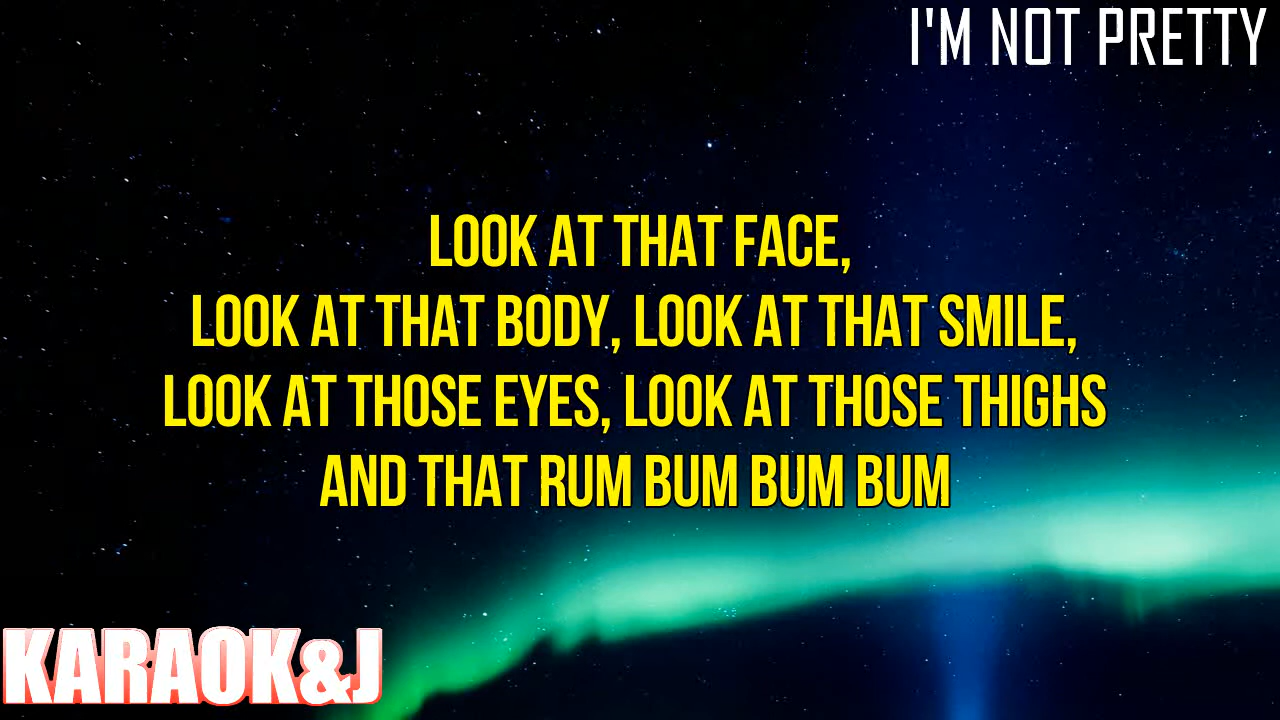 I'M NOT PRETTY
LOOK AT THAT FACE,
LOOK AT THAT BODY, LOOK AT THAT SMILE,
LOOK AT THOSE EYES, LOOK AT THOSE THIGHS
AND THAT RUM BUM BUM BUM
KARAOK&J